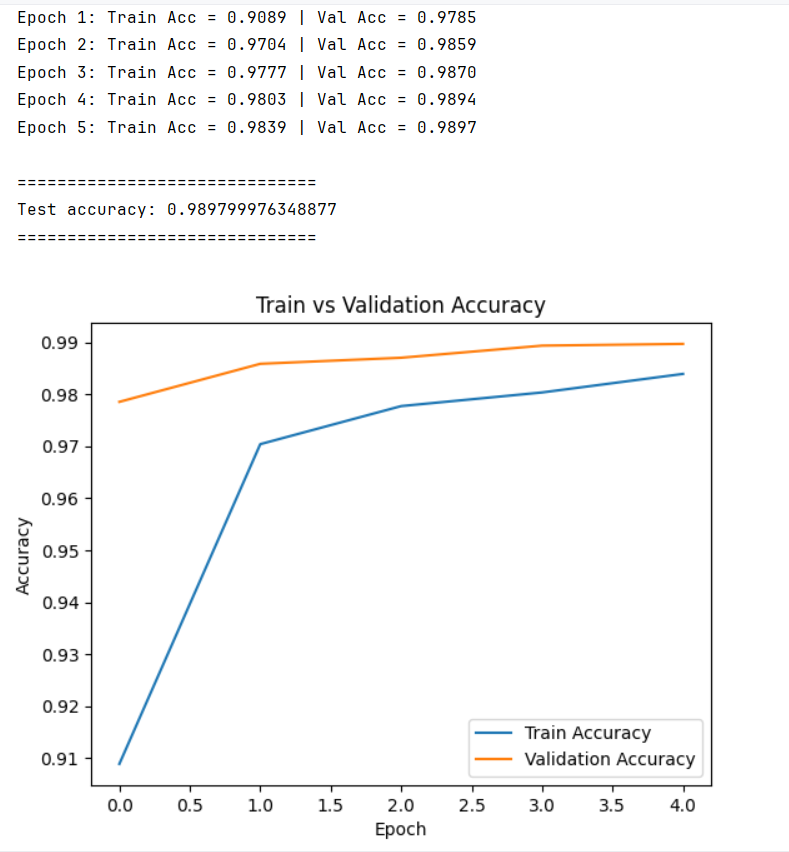 Epoch 1: Train Acc = 0.9089 | Val Acc = 0.9785
Epoch 2: Train Acc = 0.9704 | Val Acc = 0.9859
Epoch 3: Train Acc = 0.9777 | Val Acc = 0.9870
Epoch 4: Train Acc = 0.9803 | Val Acc = 0.9894
Epoch 5: Train Acc = 0.9839 | Val Acc = 0.9897
==============================
Test accuracy: 0.989799976348877
==============================
Train vs Validation Accuracy
0.99
0.98
0.97
0.96
0.95
0.94
0.93
0.92
0.91
Accuracy
Train Accuracy
Validation Accuracy
0.0 0.5 1.0 1.5 2.0 2.5 3.0 3.5 4.0
Epoch